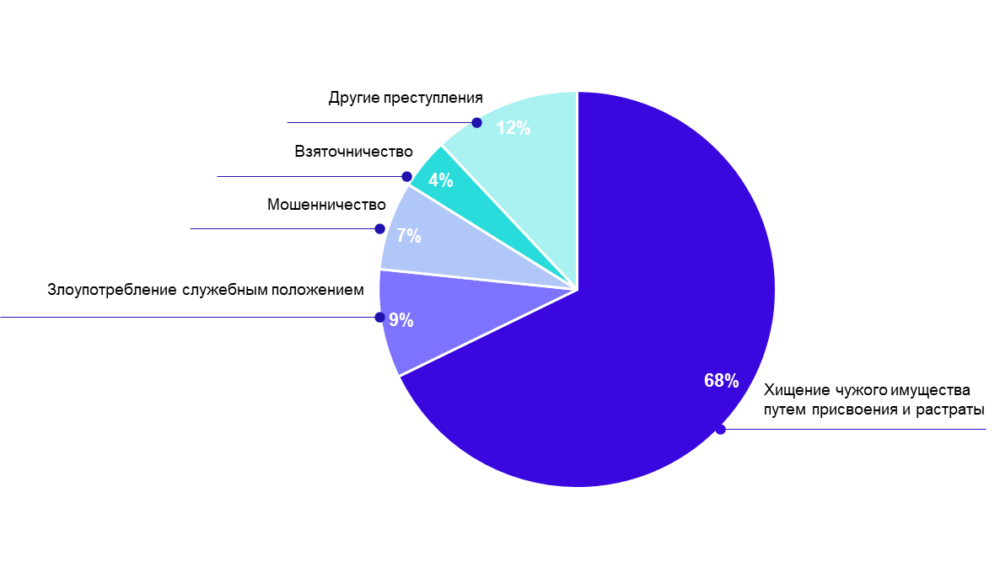 Другие преступления
12%
Взяточничество
4%
Мошенничество
7%
Злоупотребление служебным положением
9%
68%
Хищение чужого имущества
путем присвоения и растраты